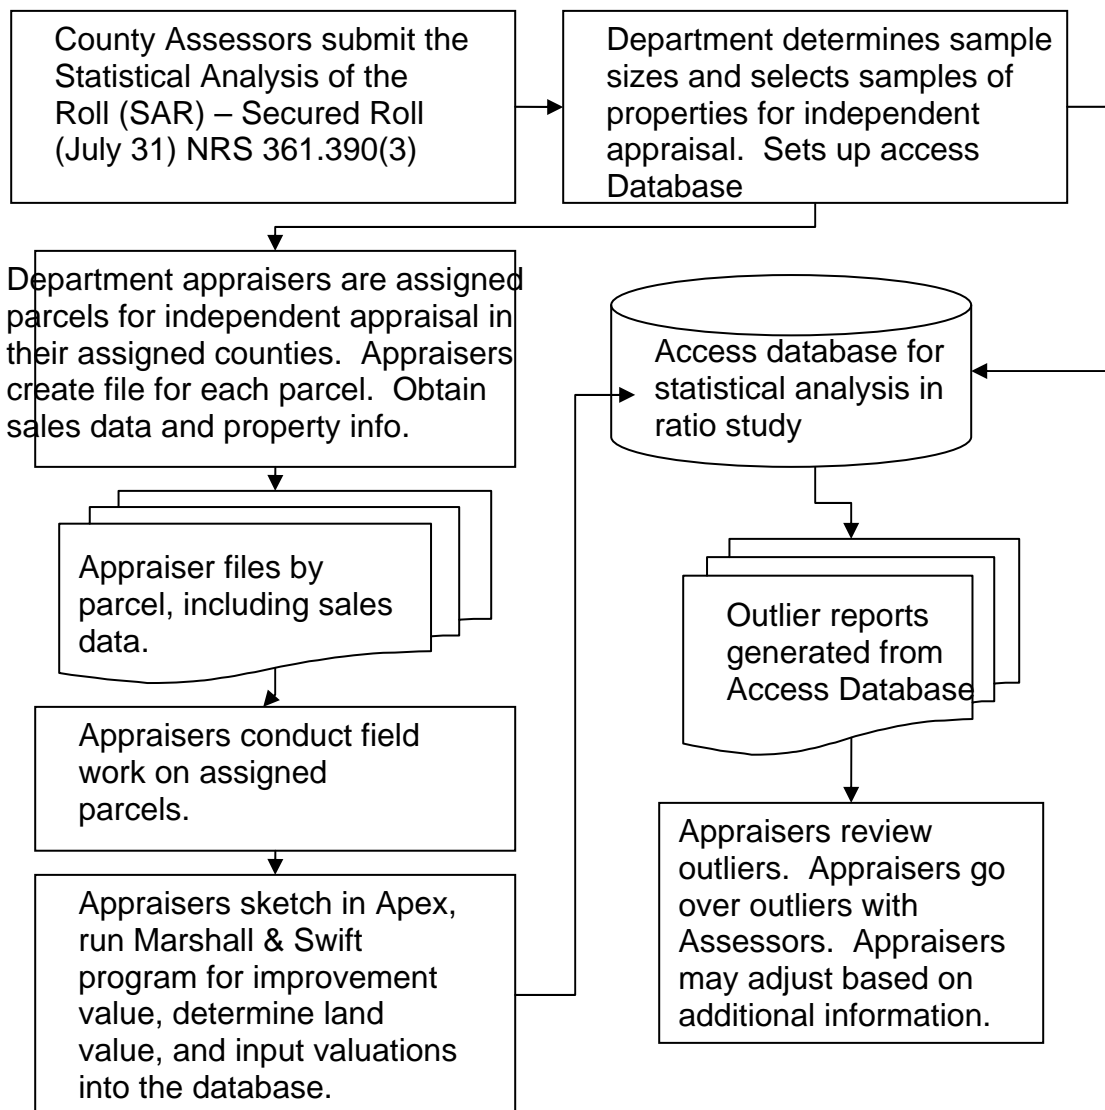 County Assessors submit the
Statistical Analysis of the
Roll (SAR) – Secured Roll
(July 31) NRS 361.390(3)
Department determines sample
sizes and selects samples of
properties for independent
appraisal.  Sets up access
Database
Department appraisers are assigned
parcels for independent appraisal in
their assigned counties.  Appraisers
create file for each parcel.  Obtain
sales data and property info.
Access database for
statistical analysis in
ratio study
Appraiser files by
parcel, including sales
data.
Outlier reports
generated from
Access Database
Appraisers conduct field
work on assigned
parcels.
Appraisers review
outliers.  Appraisers go
over outliers with
Assessors.  Appraisers
may adjust based on
additional information.
Appraisers sketch in Apex,
run Marshall & Swift
program for improvement
value, determine land
value, and input valuations
into the database.